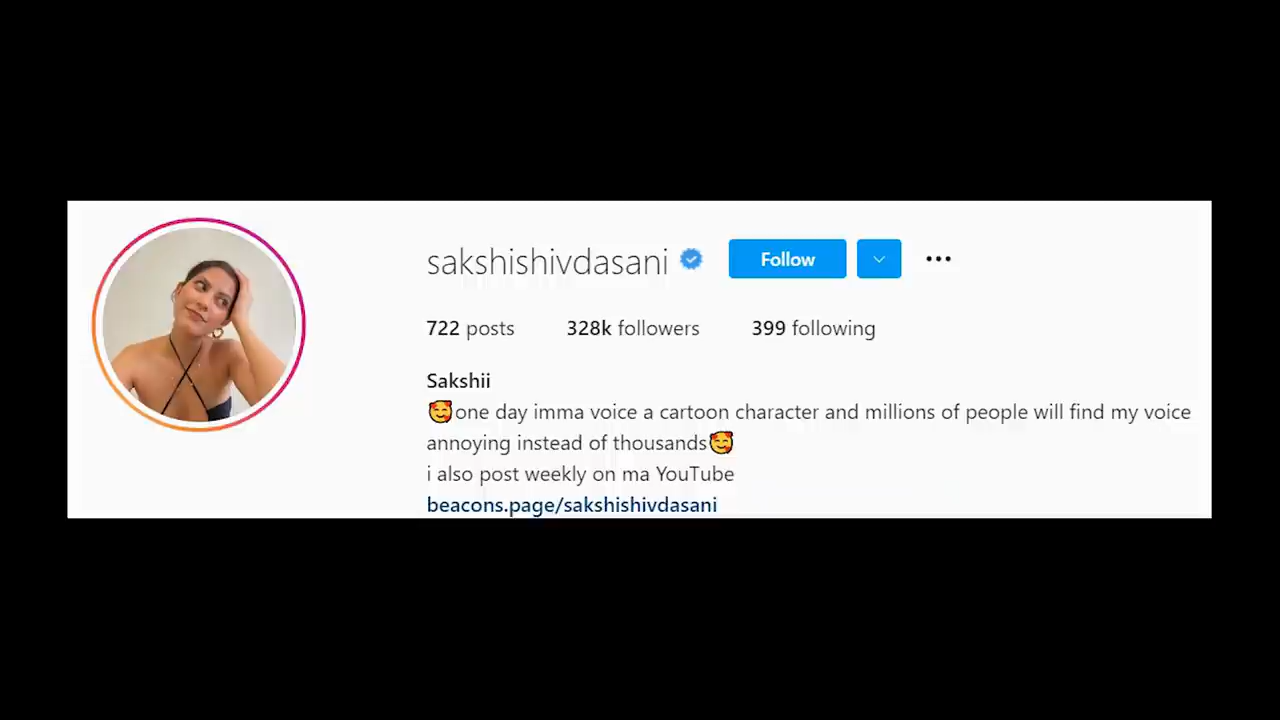 sakshishivdasani Follow
722 posts 328k followers 399 following
Sakshii
🥰one day imma voice a cartoon character and millions of people will find my voice
annoying instead of thousands🥰
i also post weekly on ma YouTube
beacons.page/sakshishivdasani